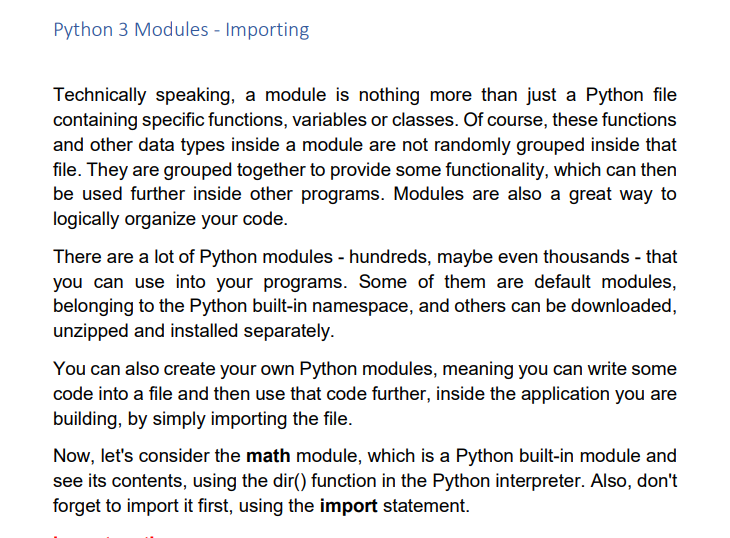 Python 3 Modules - Importing
Technically speaking, a module is nothing more than just a Python file
containing specific functions, variables or classes. Of course, these functions
and other data types inside a module are not randomly grouped inside that
file. They are grouped together to provide some functionality, which can then
be used further inside other programs. Modules are also a great way to
logically organize your code.
There are a lot of Python modules - hundreds, maybe even thousands - that
you can use into your programs. Some of them are default modules,
belonging to the Python built-in namespace, and others can be downloaded,
unzipped and installed separately.
You can also create your own Python modules, meaning you can write some
code into a file and then use that code further, inside the application you are
building, by simply importing the file.
Now, let's consider the math module, which is a Python built-in module and
see its contents, using the dir() function in the Python interpreter. Also, don't
forget to import it first, using the import statement.